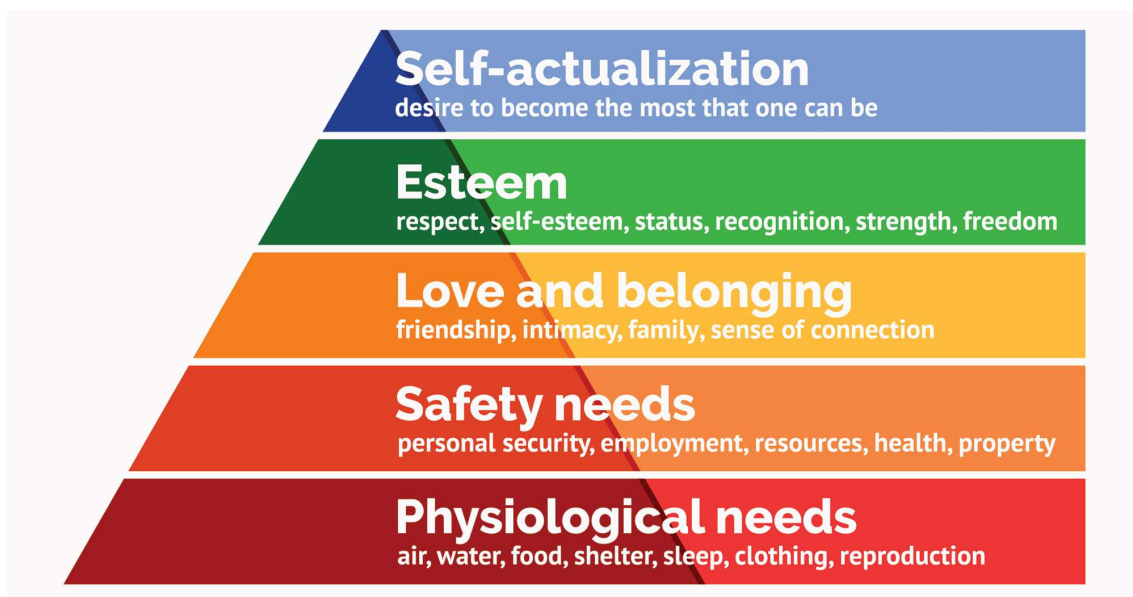 Self-actualization
desire to become the most that one can be
Esteem
respect, self-esteem, status, recognition, strength, freedom
Love and belonging
friendship, intimacy, family, sense of connection
Safety needs
personal security, employment, resources, health, property
Physiological needs
air, water, food, shelter, sleep, clothing, reproduction